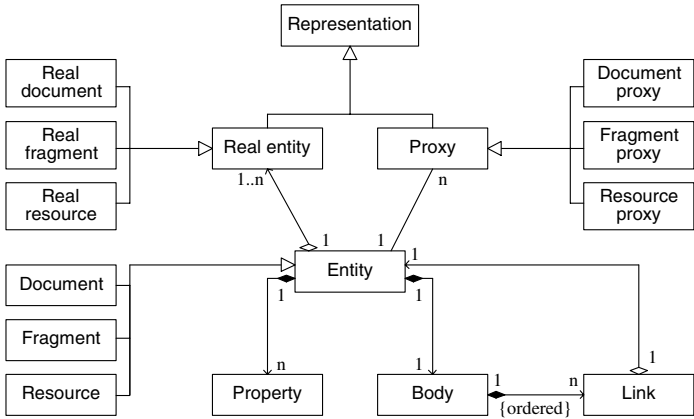 Representation
Real
document
Document
proxy
Real
fragment
Real entity
Proxy
Fragment
proxy
1..n
n
Real
resource
Resource
proxy
1
1
Entity
1
1
1
Document
Fragment
1
n
1
1
n
Resource
Property
Body
Link
{ordered}